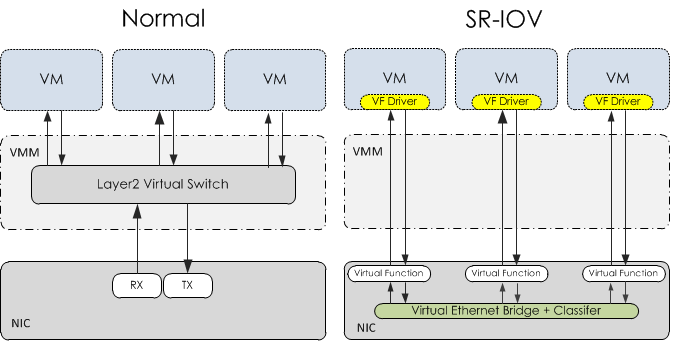 Normal
VM
VM
VM
VMM
Layer2 Virtual Switch
RX
TX
NIC
SR-IOV
VM
VF Driver
VM
VF Driver
VM
VF Driver
VMM
Virtual Function
Virtual Function
Virtual Function
Virtual Ethernet Bridge + Classifer
NIC